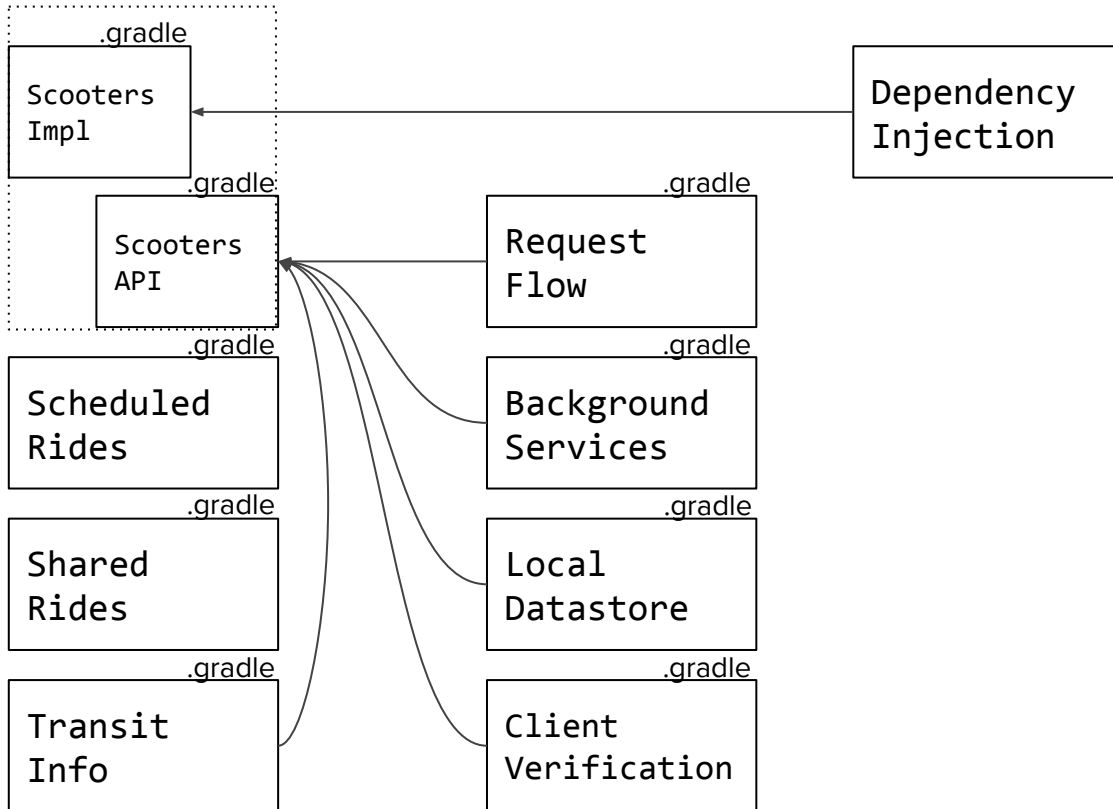 .gradle
Scooters
Impl
Dependency
Injection
.gradle
Scooters
API
.gradle
Request
Flow
.gradle
Scheduled
Rides
.gradle
Background
Services
.gradle
Shared
Rides
.gradle
Local
Datastore
.gradle
Transit
Info
.gradle
Client
Verification